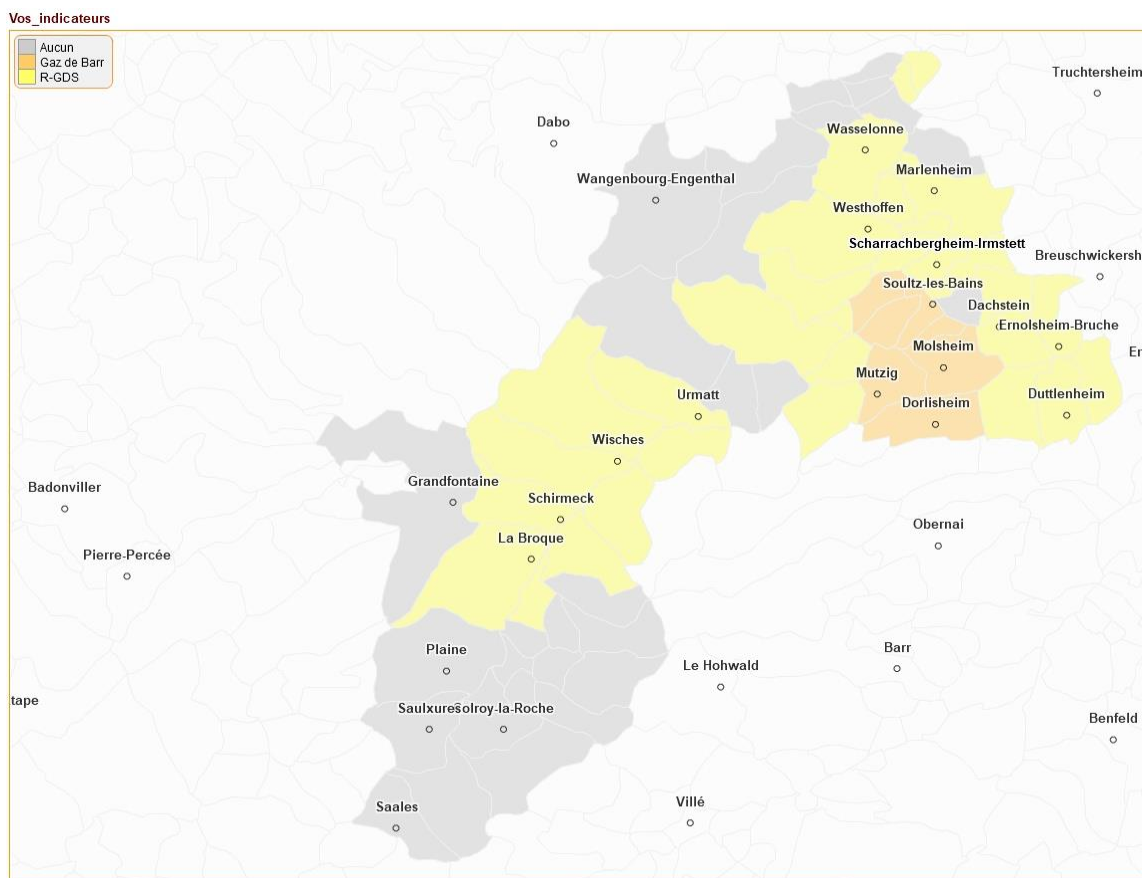 Vos_indicateurs
Aucun
Gaz de Barr
R-GDS
Truchtersheim
Dabo
Wasselonne
Marlenheim
Wangenbourg-Engenthal
Westhoffen
Scharrachbergheim-Irmstett
Breuschwickersh
Soultz-les-Bains
Dachstein
Ernolsheim-Bruche
Molsheim
Er
Mutzig
Urmatt
Duttlenheim
Dorlisheim
Wisches
Grandfontaine
Badonviller
Schirmeck
Obernai
La Broque
Pierre-Percée
Plaine
Barr
Le Hohwald
tape
Saulxures
olroy-la-Roche
Benfeld
Saales
Villé